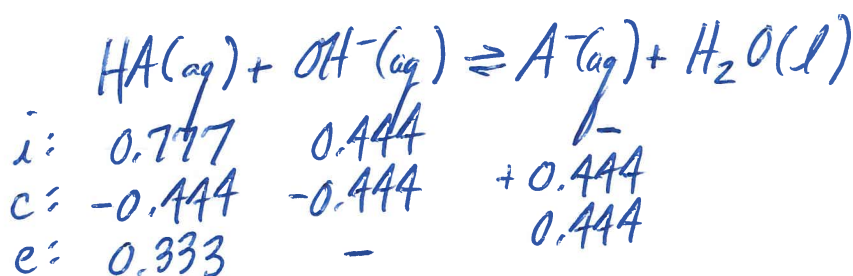 HA(aq) + OH⁻(aq) ⇌ A⁻(aq) + H₂O(l)
i: 0.777 0.444 -
c: -0.444 -0.444 +0.444
e: 0.333 - 0.444